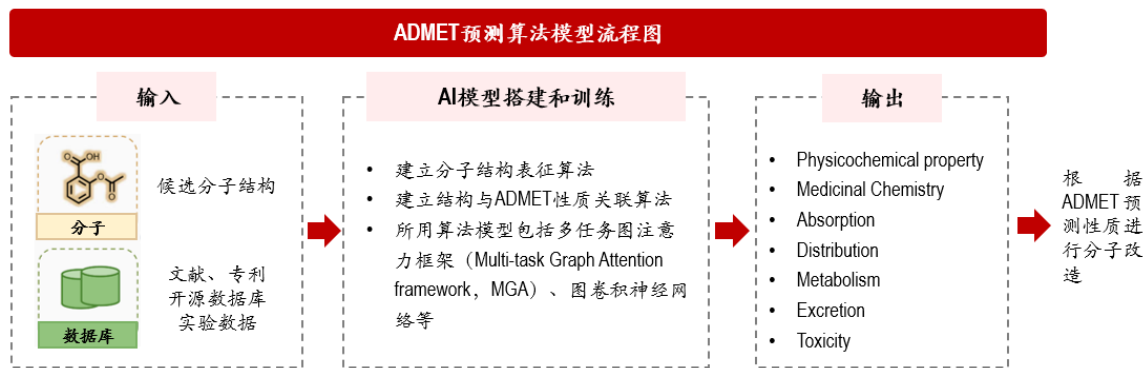 ADMET预测算法模型流程图
输入
OH
O
O
O
分子
候选分子结构
数据库
文献、专利
开源数据库
实验数据
AI模型搭建和训练
• 建立分子结构表征算法
• 建立结构与ADMET性质关联算法
• 所用算法模型包括多任务图注意
力框架（Multi-task Graph Attention
framework，MGA）、图卷积神经网
络等
输出
• Physicochemical property
• Medicinal Chemistry
• Absorption
• Distribution
• Metabolism
• Excretion
• Toxicity
根据
ADMET预
测性质进
行分子改
造